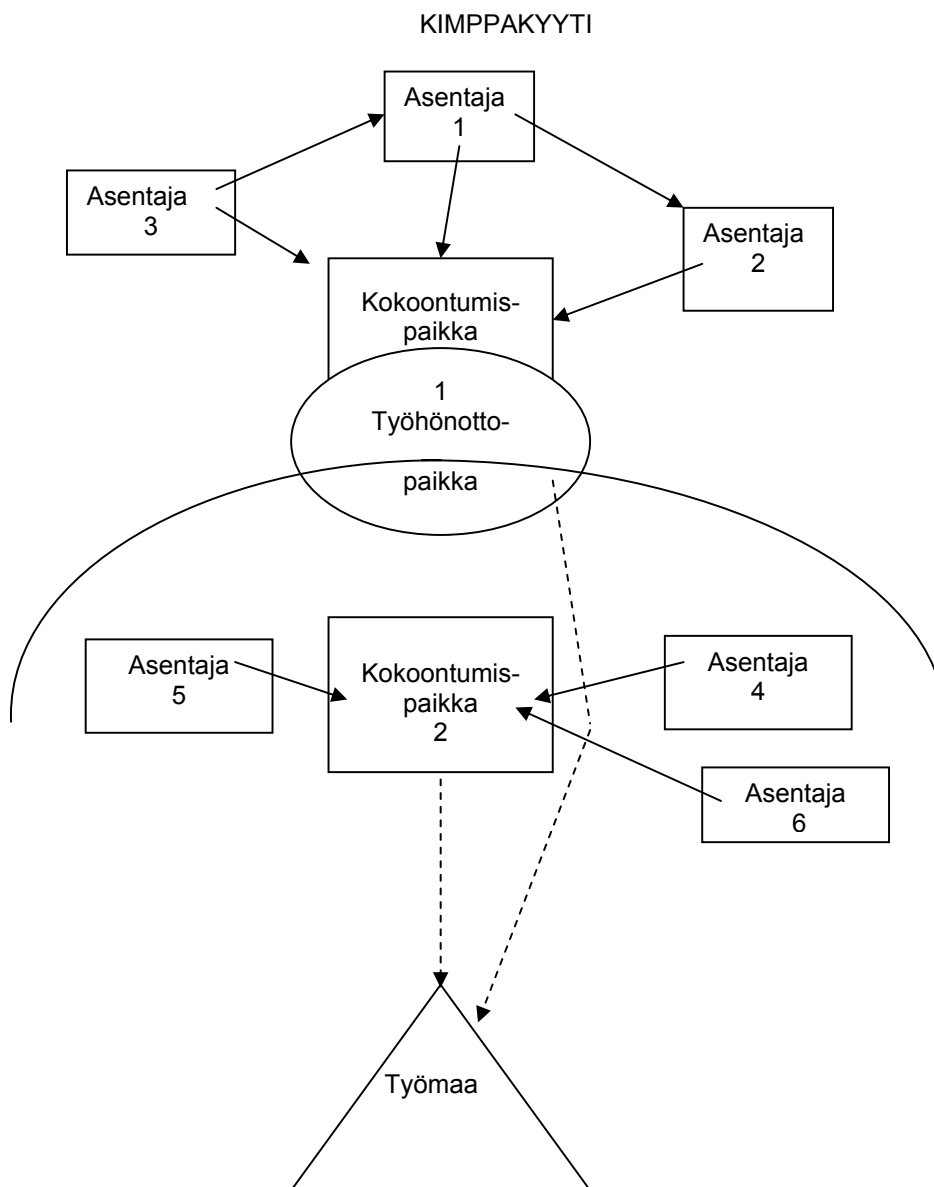 KIMPPAKYYTI
Asentaja
1
Asentaja
3
Asentaja
2
Kokoontumis-
paikka
1
Työhönotto-
paikka
Asentaja
5
Kokoontumis-
paikka
2
Asentaja
4
Asentaja
6
Työmaa